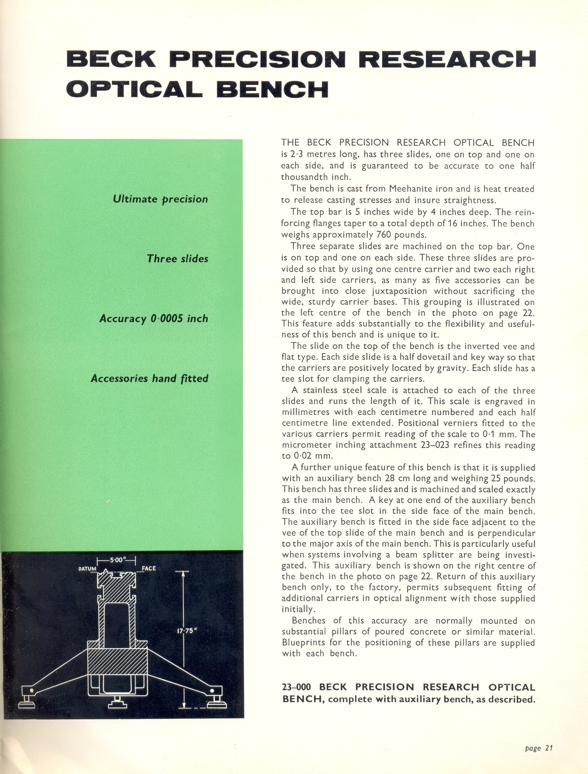 BECK PRECISION RESEARCH
OPTICAL BENCH
Ultimate precision
Three slides
Accuracy 0·0005 inch
Accessories hand fitted
THE BECK PRECISION RESEARCH OPTICAL BENCH
is 2·3 metres long, has three slides, one on top and one on
each side, and is guaranteed to be accurate to one half
thousandth inch.
The bench is cast from Meehanite iron and is heat treated
to release casting stresses and insure straightness.
The top bar is 5 inches wide by 4 inches deep. The rein-
forcing flanges taper to a total depth of 16 inches. The bench
weighs approximately 760 pounds.
Three separate slides are machined on the top bar. One
is on top and one on each side. These three slides are pro-
vided so that by using one centre carrier and two each right
and left side carriers, as many as five accessories can be
brought into close juxtaposition without sacrificing the
wide, sturdy carrier bases. This grouping is illustrated on
the left centre of the bench in the photo on page 22.
This feature adds substantially to the flexibility and useful-
ness of this bench and is unique to it.
The slide on the top of the bench is the inverted vee and
flat type. Each side slide is a half dovetail and key way so that
the carriers are positively located by gravity. Each slide has a
tee slot for clamping the carriers.
A stainless steel scale is attached to each of the three
slides and runs the length of it. This scale is engraved in
millimetres with each centimetre numbered and each half
centimetre line extended. Positional verniers fitted to the
various carriers permit reading of the scale to 0·1 mm. The
micrometer inching attachment 23-023 refines this reading
to 0·02 mm.
A further unique feature of this bench is that it is supplied
with an auxiliary bench 28 cm long and weighing 25 pounds.
This bench has three slides and is machined and scaled exactly
as the main bench. A key at one end of the auxiliary bench
fits into the tee slot in the side face of the main bench.
The auxiliary bench is fitted in the side face adjacent to the
vee of the top slide of the main bench and is perpendicular
to the major axis of the main bench. This is particularly useful
when systems involving a beam splitter are being investi-
gated. This auxiliary bench is shown on the right centre of
the bench in the photo on page 22. Return of this auxiliary
bench only, to the factory, permits subsequent fitting of
additional carriers in optical alignment with those supplied
initially.
Benches of this accuracy are normally mounted on
substantial pillars of poured concrete or similar material.
Blueprints for the positioning of these pillars are supplied
with each bench.
23-000 BECK PRECISION RESEARCH OPTICAL
BENCH, complete with auxiliary bench, as described.
5·00"
DATUM FACE
17·75"
page 21